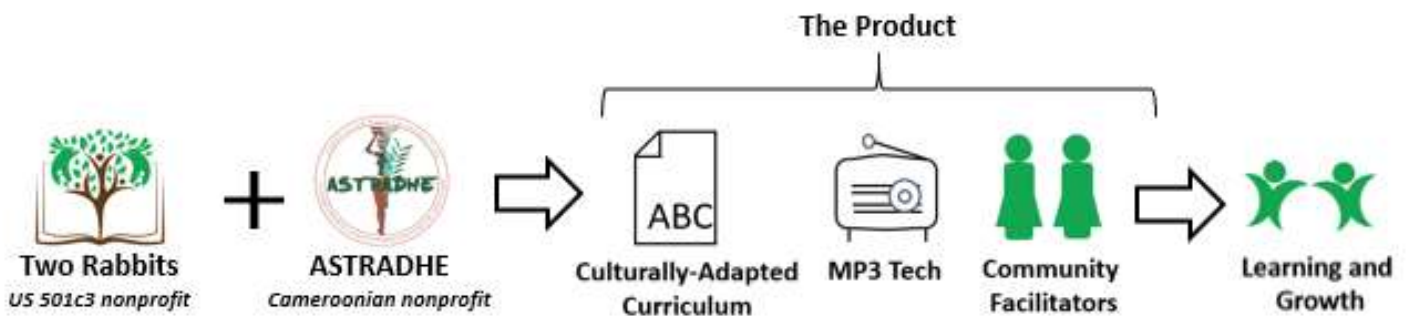 The Product
ASTRADHE
ABC
Two Rabbits
US 501c3 nonprofit
ASTRADHE
Cameroonian nonprofit
Culturally-Adapted
Curriculum
MP3 Tech
Community
Facilitators
Learning and
Growth